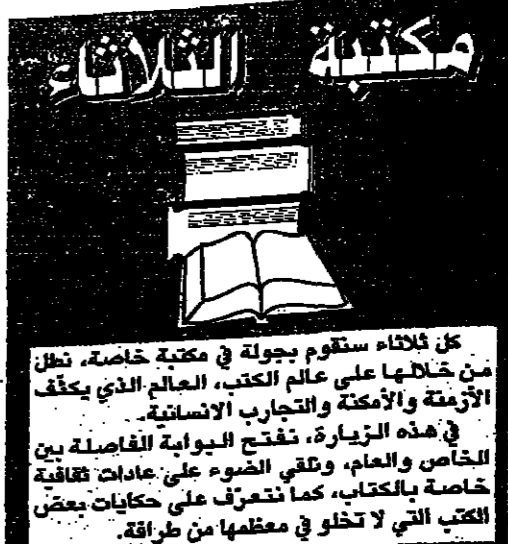 مكتبة الثلاثاء
كل ثلاثاء سنقوم بجولة في مكتبة خاصة، نطل
من خلالها على عالم الكتب، العالم الذي يكثف
الأزمنة والأمكنة والتجارب الانسانية.
في هذه الزيارة، نفتح البوابة الفاصلة بين
الخاص والعام، ونلقي الضوء على عادات ثقافية
خاصة بالكتاب، كما نتعرّف على حكايات بعض
الكتب التي لا تخلو في معظمها من طرافة.